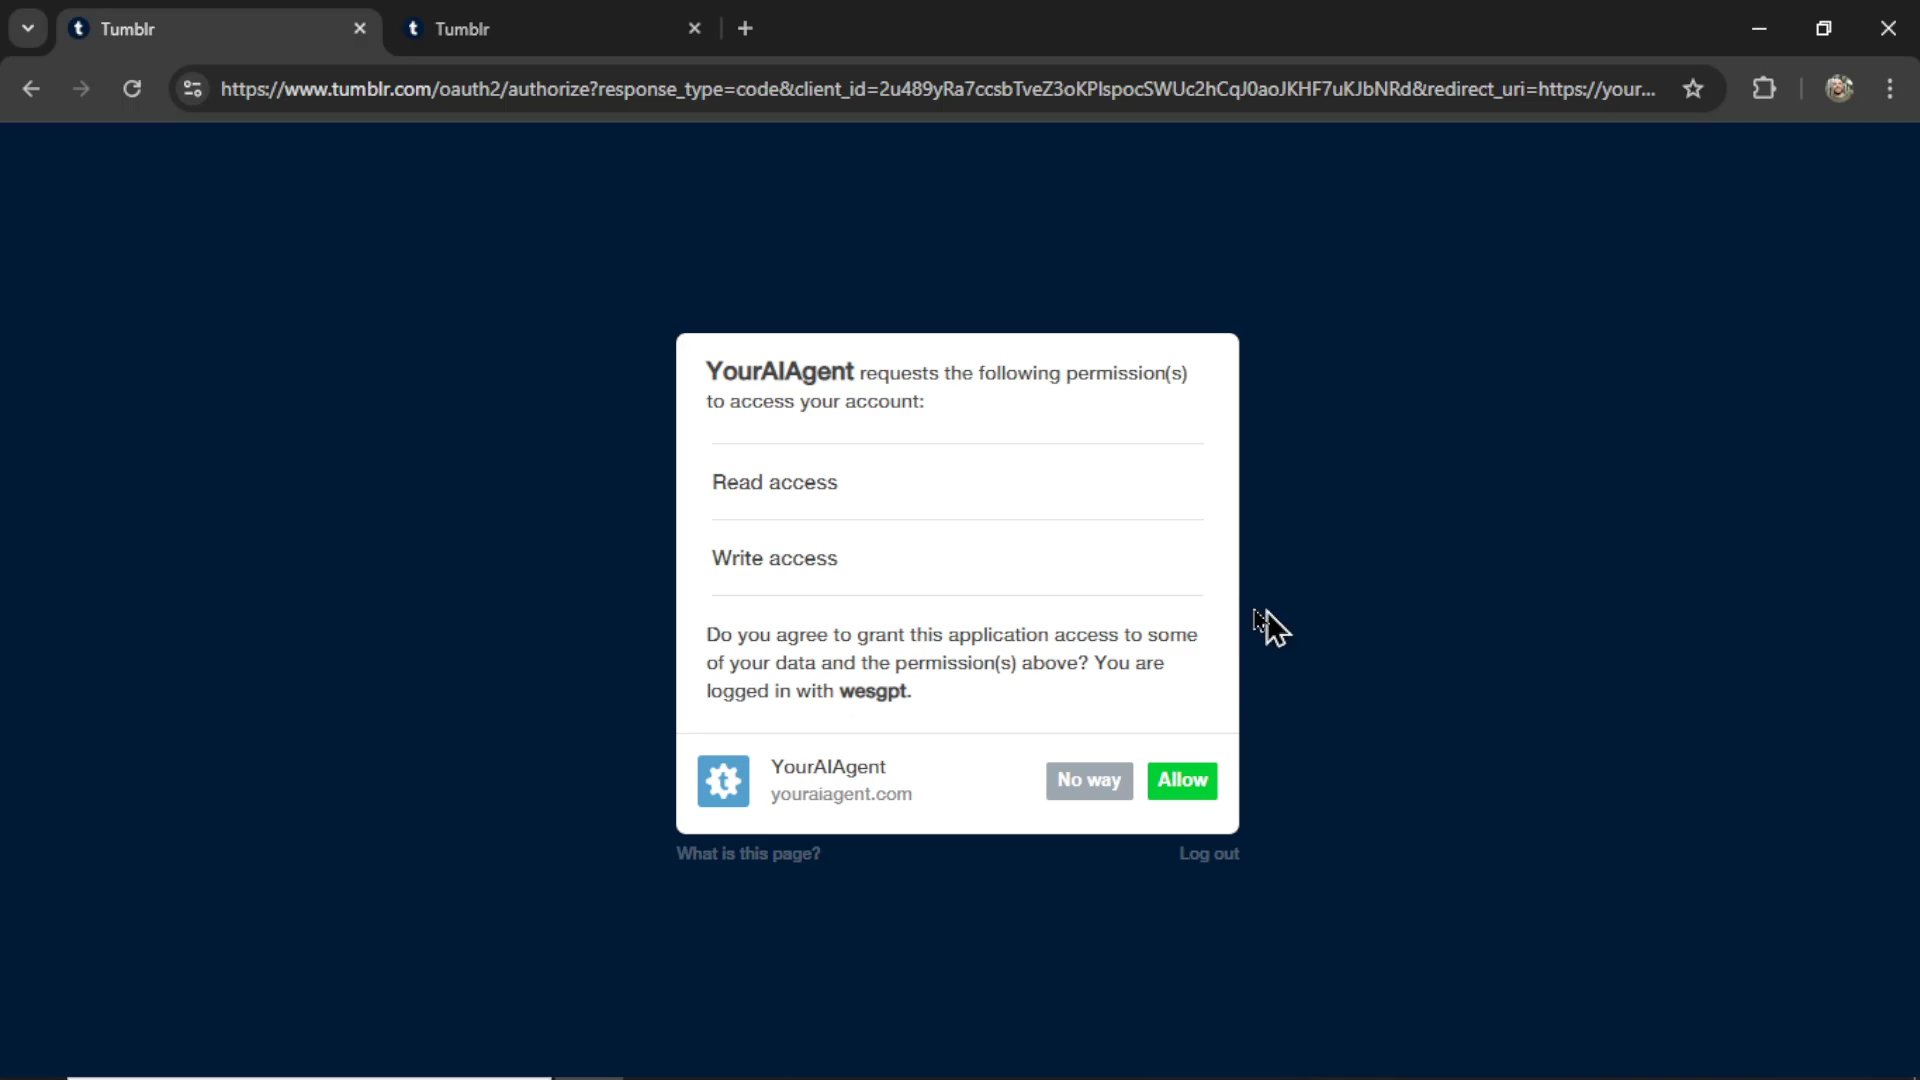 Tumblr
Tumblr
https://www.tumblr.com/oauth2/authorize?response_type=code&client_id=2u489yRa7ccsbTveZ3oKPlspocSWUc2hCqJ0aoJKHF7uKJbNRd&redirect_uri=https://your...
YourAIAgent requests the following permission(s)
to access your account:
Read access
Write access
Do you agree to grant this application access to some
of your data and the permission(s) above? You are
logged in with wesgpt.
YourAIAgent
youraiagent.com
No way
Allow
What is this page?
Log out